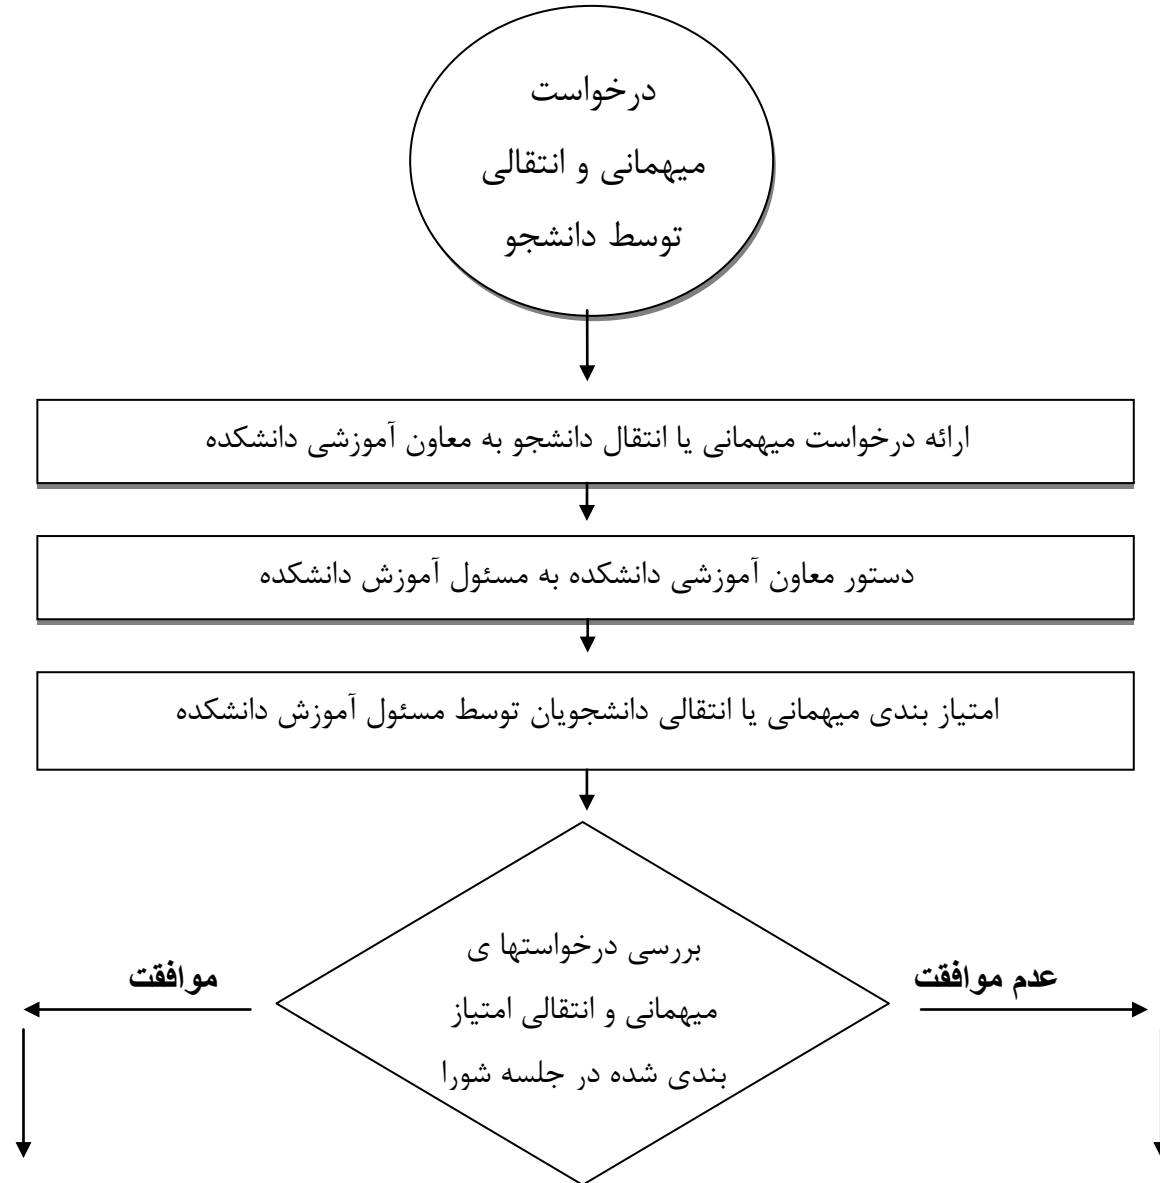 درخواست
میهمانی و انتقالی
توسط دانشجو
ارائه درخواست میهمانی یا انتقال دانشجو به معاون آموزشی دانشکده
دستور معاون آموزشی دانشکده به مسئول آموزش دانشکده
امتیاز بندی میهمانی یا انتقالی دانشجویان توسط مسئول آموزش دانشکده
بررسی درخواستها ی
میهمانی و انتقالی امتیاز
بندی شده در جلسه شورا
عدم موافقت
موافقت